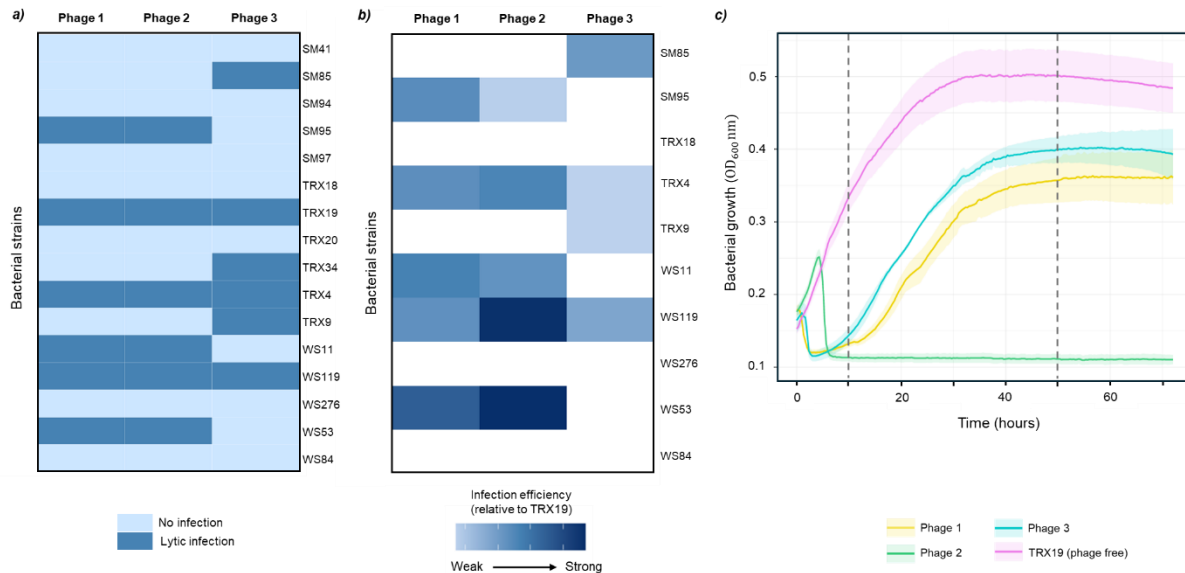 a)
Phage 1 Phage 2 Phage 3
Bacterial strains
SM41
SM85
SM94
SM95
SM97
TRX18
TRX19
TRX20
TRX34
TRX4
TRX9
WS11
WS119
WS276
WS53
WS84
No infection
Lytic infection
b)
Phage 1 Phage 2 Phage 3
Bacterial strains
SM85
SM95
TRX18
TRX4
TRX9
WS11
WS119
WS276
WS53
WS84
Infection efficiency
(relative to TRX19)
Weak Strong
c)
Bacterial growth (OD600 nm)
0.5
0.4
0.3
0.2
0.1
0 20 40 60
Time (hours)
Phage 1 Phage 3
Phage 2 TRX19 (phage free)